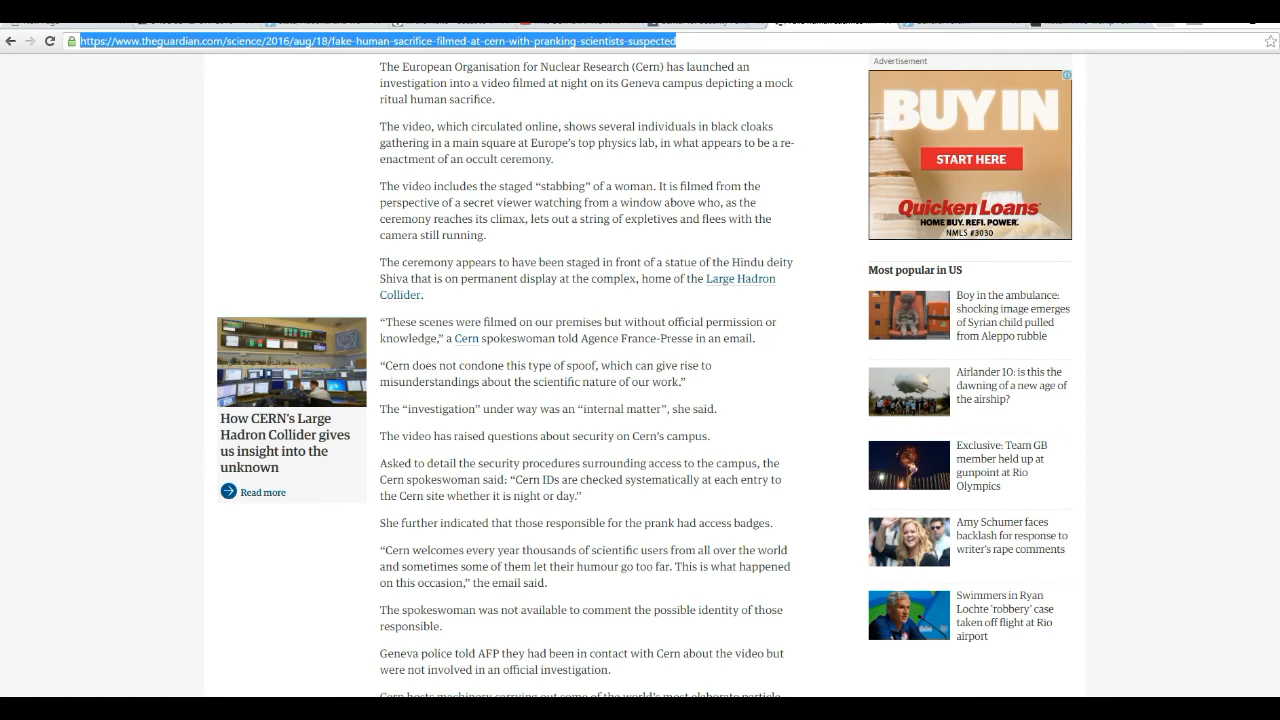 https://www.theguardian.com/science/2016/aug/18/fake-human-sacrifice-filmed-at-cern-with-pranking-scientists-suspected
The European Organisation for Nuclear Research (Cern) has launched an
investigation into a video filmed at night on its Geneva campus depicting a mock
ritual human sacrifice.
The video, which circulated online, shows several individuals in black cloaks
gathering in a main square at Europe's top physics lab, in what appears to be a re-
enactment of an occult ceremony.
The video includes the staged “stabbing” of a woman. It is filmed from the
perspective of a secret viewer watching from a window above who, as the
ceremony reaches its climax, lets out a string of expletives and flees with the
camera still running.
The ceremony appears to have been staged in front of a statue of the Hindu deity
Shiva that is on permanent display at the complex, home of the Large Hadron
Collider.
“These scenes were filmed on our premises but without official permission or
knowledge,” a Cern spokeswoman told Agence France-Presse in an email.
“Cern does not condone this type of spoof, which can give rise to
misunderstandings about the scientific nature of our work.”
The “investigation” under way was an “internal matter”, she said.
The video has raised questions about security on Cern's campus.
Asked to detail the security procedures surrounding access to the campus, the
Cern spokeswoman said: “Cern IDs are checked systematically at each entry to
the Cern site whether it is night or day.”
She further indicated that those responsible for the prank had access badges.
“Cern welcomes every year thousands of scientific users from all over the world
and sometimes some of them let their humour go too far. This is what happened
on this occasion,” the email said.
The spokeswoman was not available to comment the possible identity of those
responsible.
Geneva police told AFP they had been in contact with Cern about the video but
were not involved in an official investigation.
Cern hosts machinery carrying out some of the world's most elaborate particle
How CERN's Large
Hadron Collider gives
us insight into the
unknown
Read more
Advertisement
BUY IN
START HERE
Quicken Loans
HOME BUY. REFI. POWER.
NMLS #3030
Most popular in US
Boy in the ambulance:
shocking image emerges
of Syrian child pulled
from Aleppo rubble
Airlander 10: is this the
dawning of a new age of
the airship?
Exclusive: Team GB
member held up at
gunpoint at Rio
Olympics
Amy Schumer faces
backlash for response to
writer's rape comments
Swimmers in Ryan
Lochte 'robbery' case
taken off flight at Rio
airport